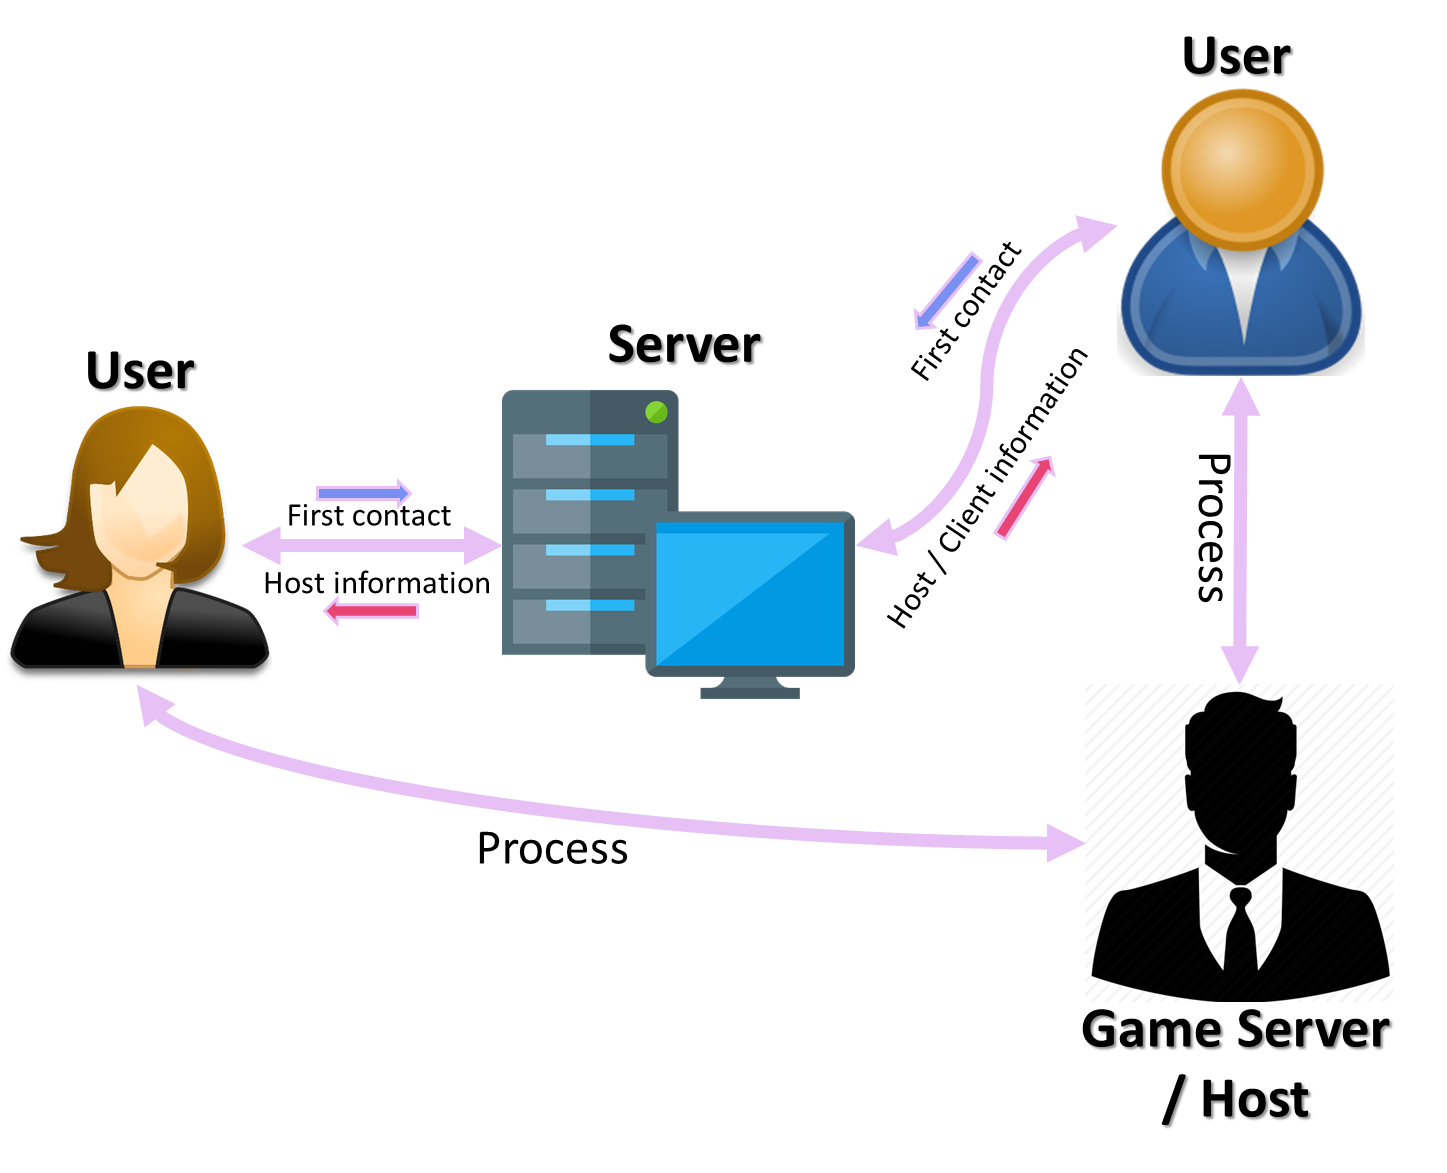 User
User
Server
First contact
Host information
First contact
Host / Client information
Process
Process
Game Server
/ Host